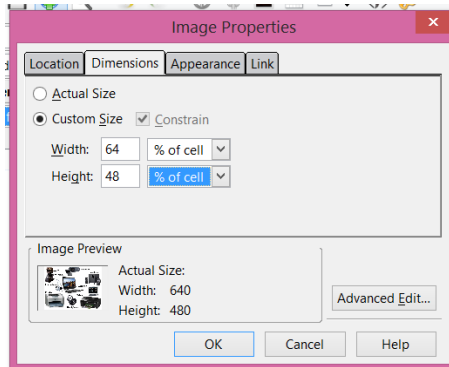 Image Properties
Location Dimensions Appearance Link
Actual Size
Custom Size Constrain
Width: 64 % of cell
Height: 48 % of cell
Image Preview
Actual Size:
Width: 640
Height: 480
Advanced Edit...
OK Cancel Help